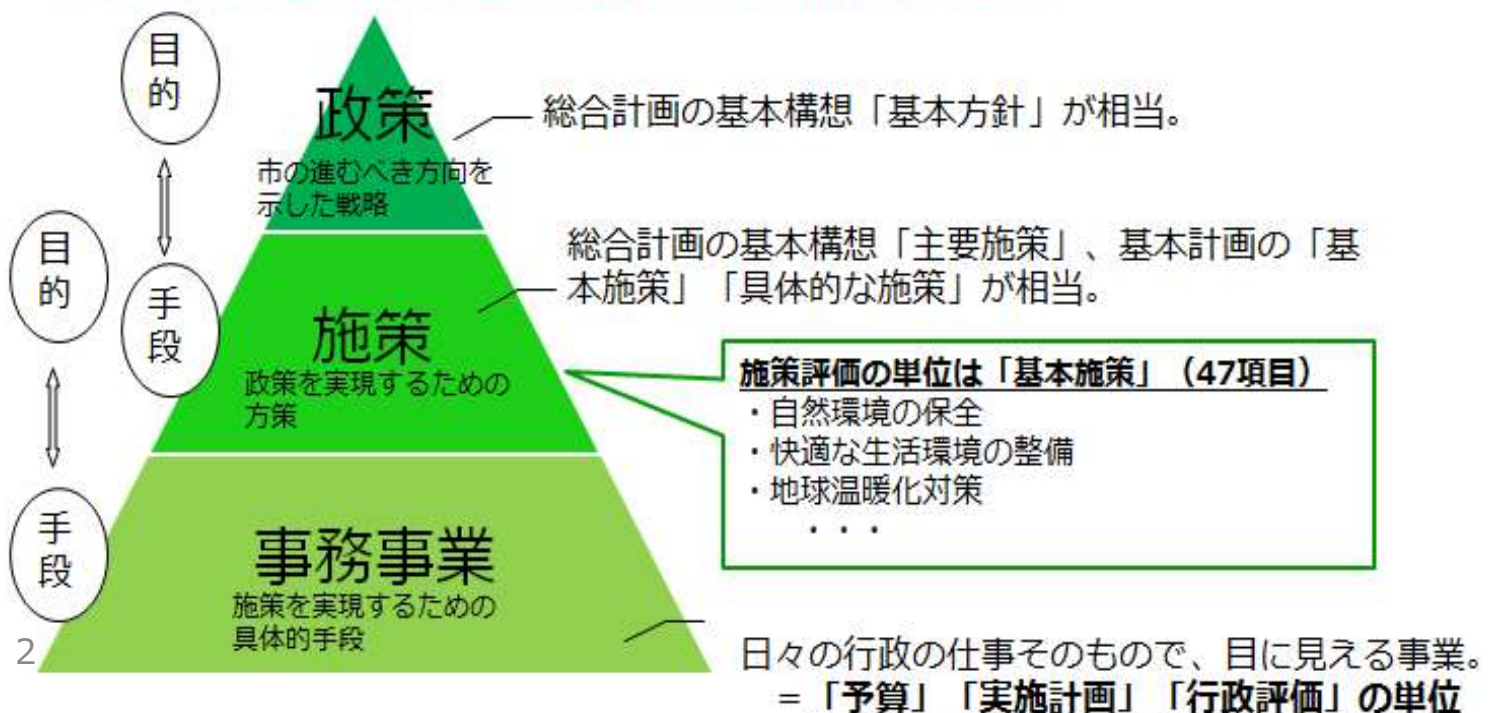 目的
政策
市の進むべき方向を
示した戦略
総合計画の基本構想「基本方針」が相当。
目的
手段
施策
政策を実現するための
方策
総合計画の基本構想「主要施策」、基本計画の「基
本施策」「具体的な施策」が相当。
施策評価の単位は「基本施策」（47項目）
・自然環境の保全
・快適な生活環境の整備
・地球温暖化対策
・・・
手段
事務事業
施策を実現するための
具体的手段
日々の行政の仕事そのもので、目に見える事業。
＝「予算」「実施計画」「行政評価」の単位
2